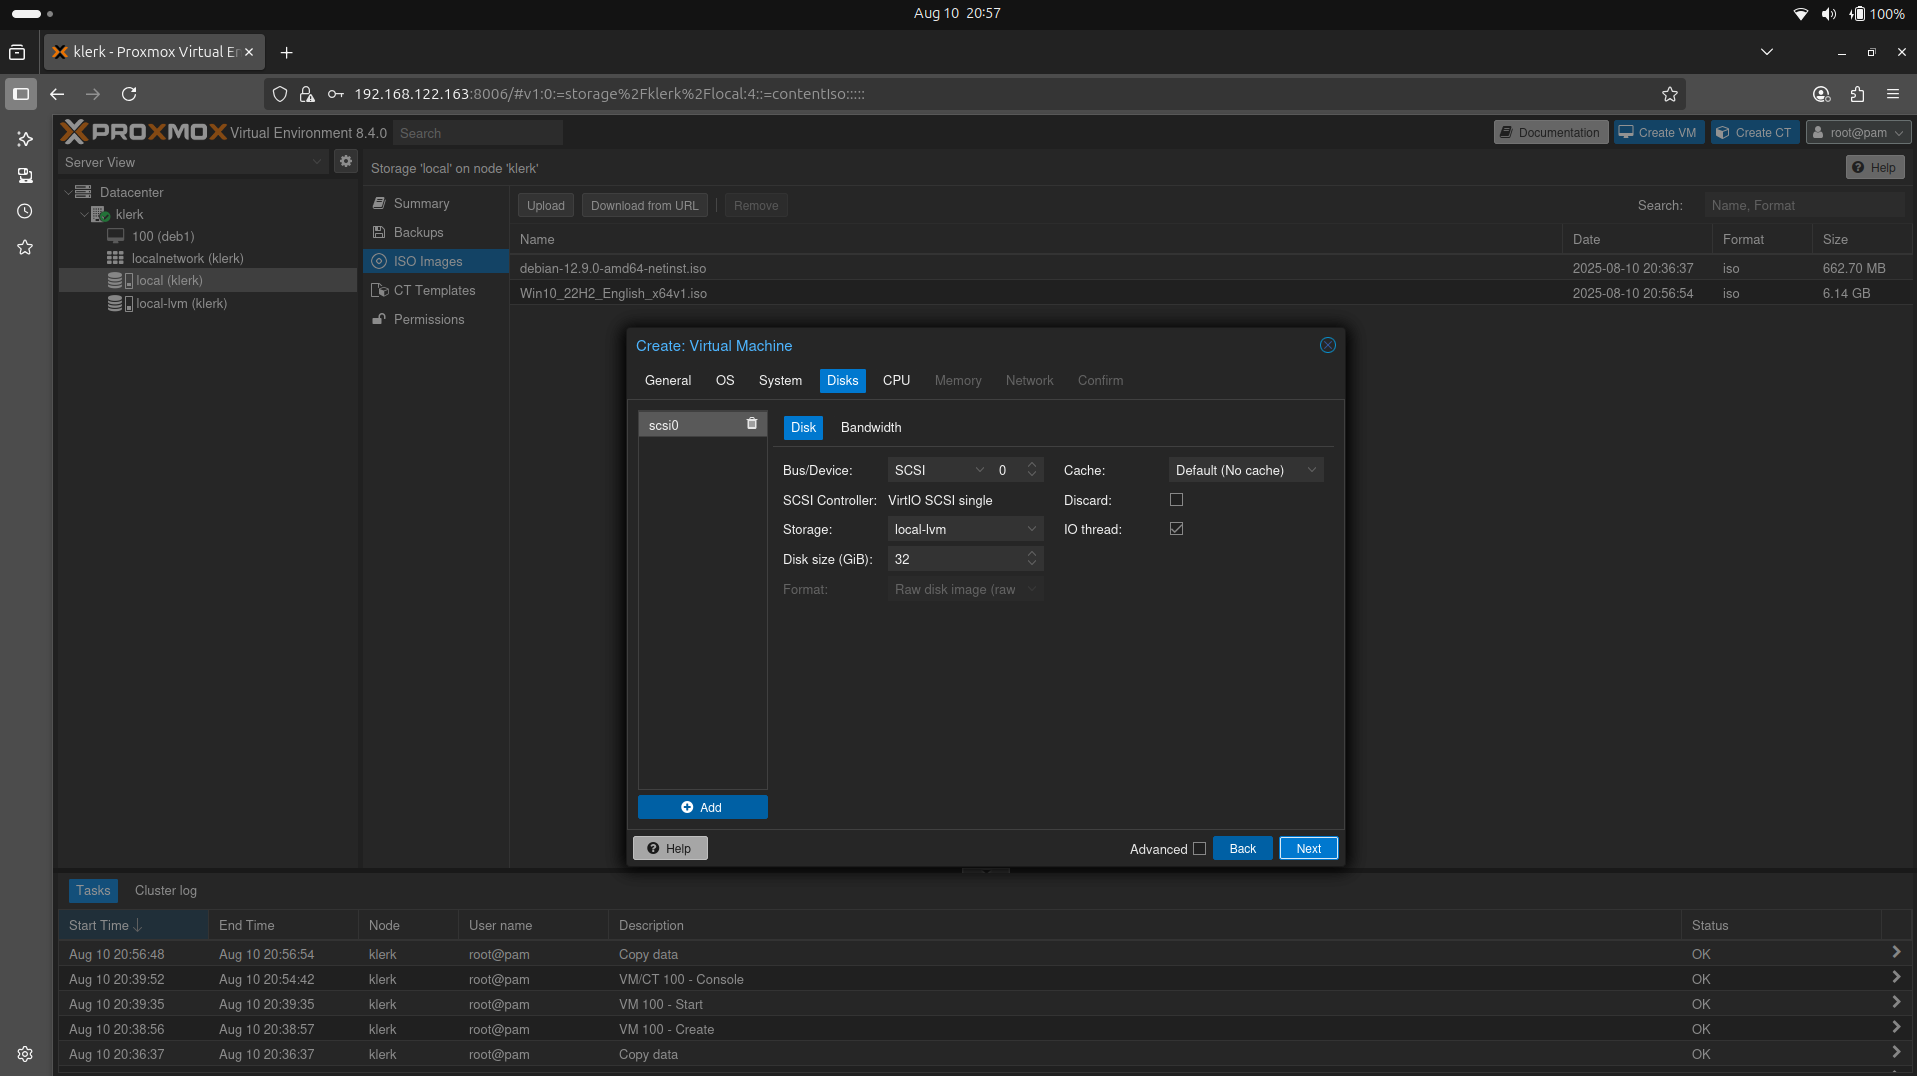 Aug 10 20:57
100%
klerk - Proxmox Virtual Er
192.168.122.163:8006/#v1:0:=storage%2Fklerk%2Flocal:4::=contentIso:::::
PROXMOX Virtual Environment 8.4.0 Search
Documentation Create VM Create CT root@pam
Server View
Storage 'local' on node 'klerk'
Help
Datacenter
klerk
100 (deb1)
localnetwork (klerk)
local (klerk)
local-lvm (klerk)
Summary
Backups
ISO Images
CT Templates
Permissions
Upload Download from URL Remove Search: Name, Format
Name Date Format Size
debian-12.9.0-amd64-netinst.iso 2025-08-10 20:36:37 iso 662.70 MB
Win10_22H2_English_x64v1.iso 2025-08-10 20:56:54 iso 6.14 GB
Create: Virtual Machine
General OS System Disks CPU Memory Network Confirm
scsi0
Disk Bandwidth
Bus/Device: SCSI 0 Cache: Default (No cache)
SCSI Controller: VirtIO SCSI single Discard:
Storage: local-lvm IO thread:
Disk size (GiB): 32
Format: Raw disk image (raw
Add
Help Advanced Back Next
Tasks Cluster log
Start Time End Time Node User name Description Status
Aug 10 20:56:48 Aug 10 20:56:54 klerk root@pam Copy data OK
Aug 10 20:39:52 Aug 10 20:54:42 klerk root@pam VM/CT 100 - Console OK
Aug 10 20:39:35 Aug 10 20:39:35 klerk root@pam VM 100 - Start OK
Aug 10 20:38:56 Aug 10 20:38:57 klerk root@pam VM 100 - Create OK
Aug 10 20:36:37 Aug 10 20:36:37 klerk root@pam Copy data OK